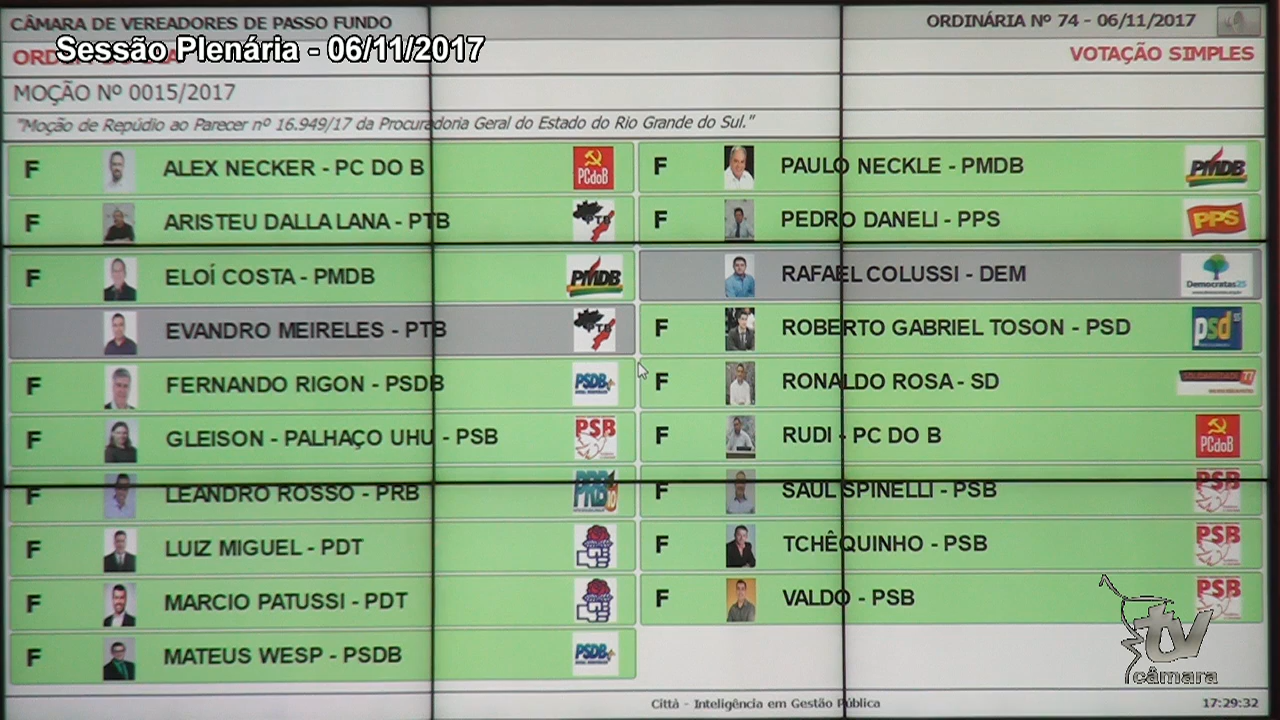 CÂMARA DE VEREADORES DE PASSO FUNDO
ORDINÁRIA Nº 74 - 06/11/2017
Sessão Plenária - 06/11/2017
VOTAÇÃO SIMPLES
MOÇÃO Nº 0015/2017
"Moção de Repúdio ao Parecer nº 16.949/17 da Procuradoria Geral do Estado do Rio Grande do Sul."
F ALEX NECKER - PC DO B PCdoB
F ARISTEU DALLA LANA - PTB PTB
F ELOÍ COSTA - PMDB PMDB
EVANDRO MEIRELES - PTB PTB
F FERNANDO RIGON - PSDB PSDB
F GLEISON - PALHAÇO UHU - PSB PSB
F LEANDRO ROSSO - PRB PRB
F LUIZ MIGUEL - PDT
F MARCIO PATUSSI - PDT
F MATEUS WESP - PSDB PSDB
F PAULO NECKLE - PMDB PMDB
F PEDRO DANELI - PPS PPS
RAFAEL COLUSSI - DEM Democratas25
F ROBERTO GABRIEL TOSON - PSD psd 55
F RONALDO ROSA - SD SOLIDARIEDADE 77
F RUDI - PC DO B PCdoB
F SAUL SPINELLI - PSB PSB
F TCHÊQUINHO - PSB PSB
F VALDO - PSB PSB
tv câmara
Città - Inteligência em Gestão Pública
17:29:32